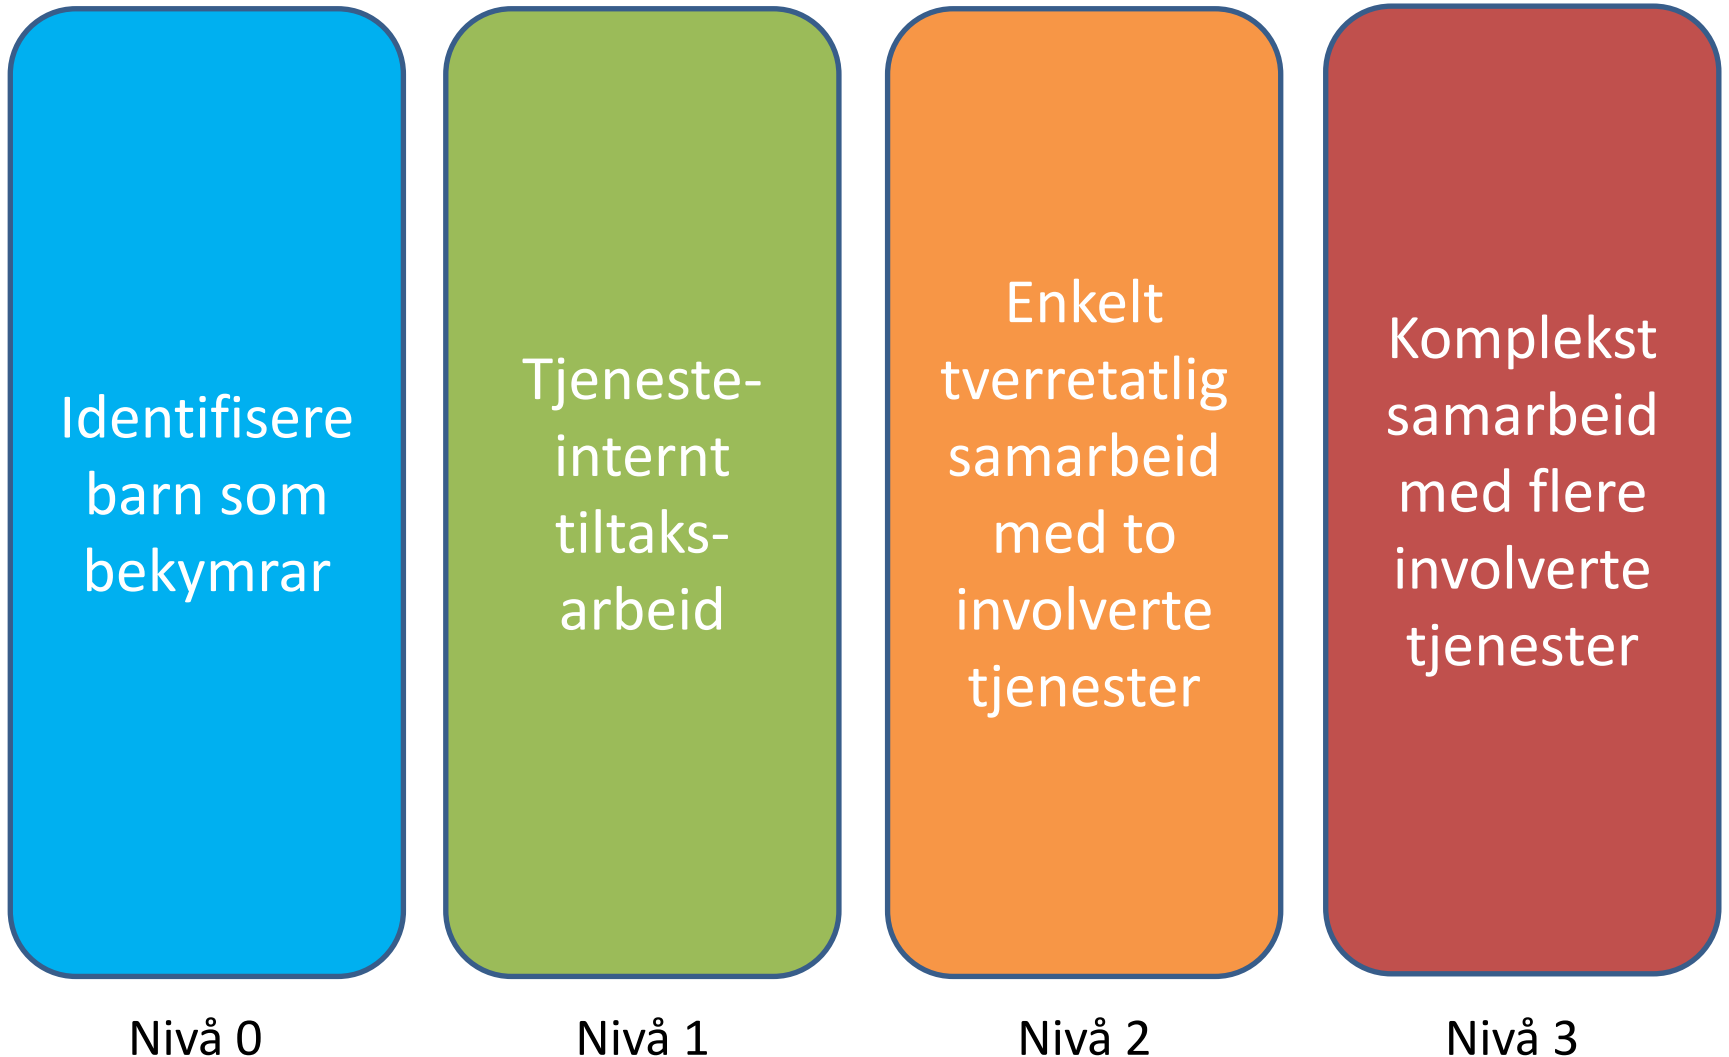 Identifisere
barn som
bekymrar
Tjeneste-
internt
tiltaks-
arbeid
Enkelt
tverretatlig
samarbeid
med to
involverte
tjenester
Komplekst
samarbeid
med flere
involverte
tjenester
Nivå 0
Nivå 1
Nivå 2
Nivå 3